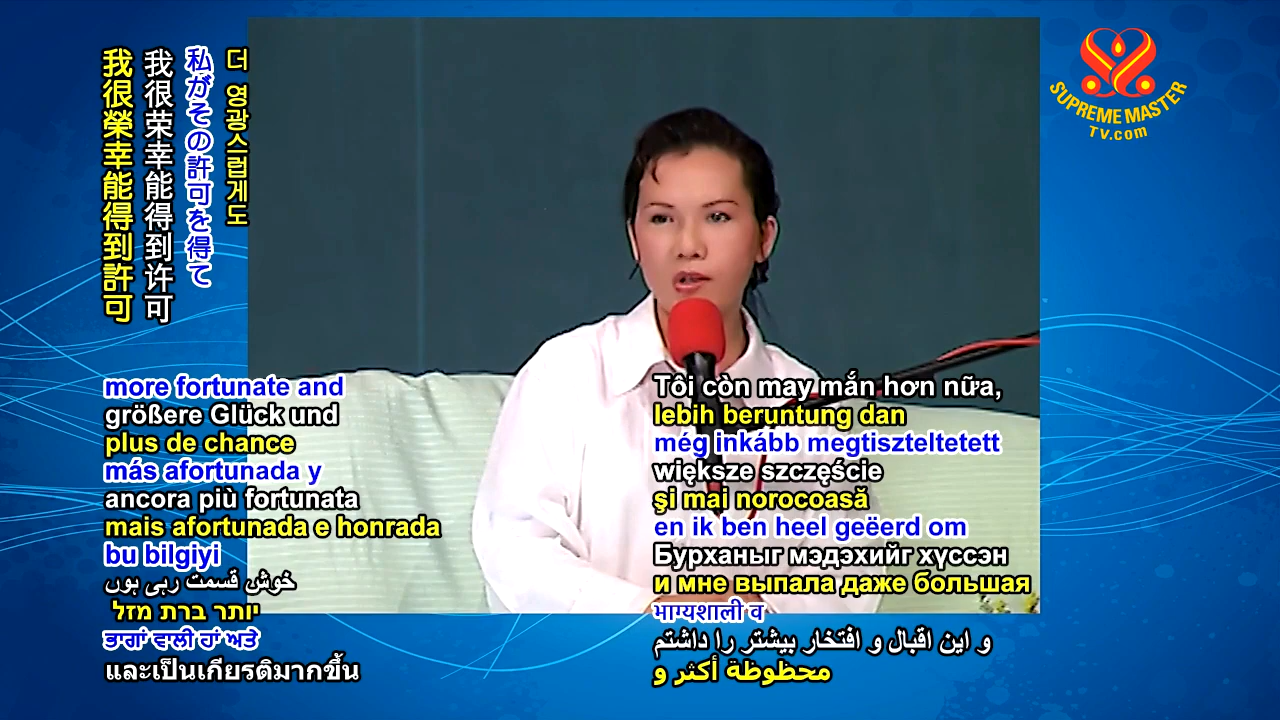 我很榮幸能得到許可
我很荣幸能得到许可
私がその許可を得て
더 영광스럽게도
SUPREME MASTER
TV.com
more fortunate and
größere Glück und
plus de chance
más afortunada y
ancora più fortunata
mais afortunada e honrada
bu bilgiyi
خوش قسمت رہی ہوں
יותר ברת מזל
ਭਾਗਾਂ ਵਾਲੀ ਹਾਂ ਅਤੇ
และเป็นเกียรติมากขึ้น
Tôi còn may mắn hơn nữa,
lebih beruntung dan
még inkább megtiszteltetett
większe szczęście
şi mai norocoasă
en ik ben heel geëerd om
Бурханыг мэдэхийг хүссэн
и мне выпала даже большая
भाग्यशाली व
و این اقبال و افتخار بیشتر را داشتم
محظوظة أكثر و